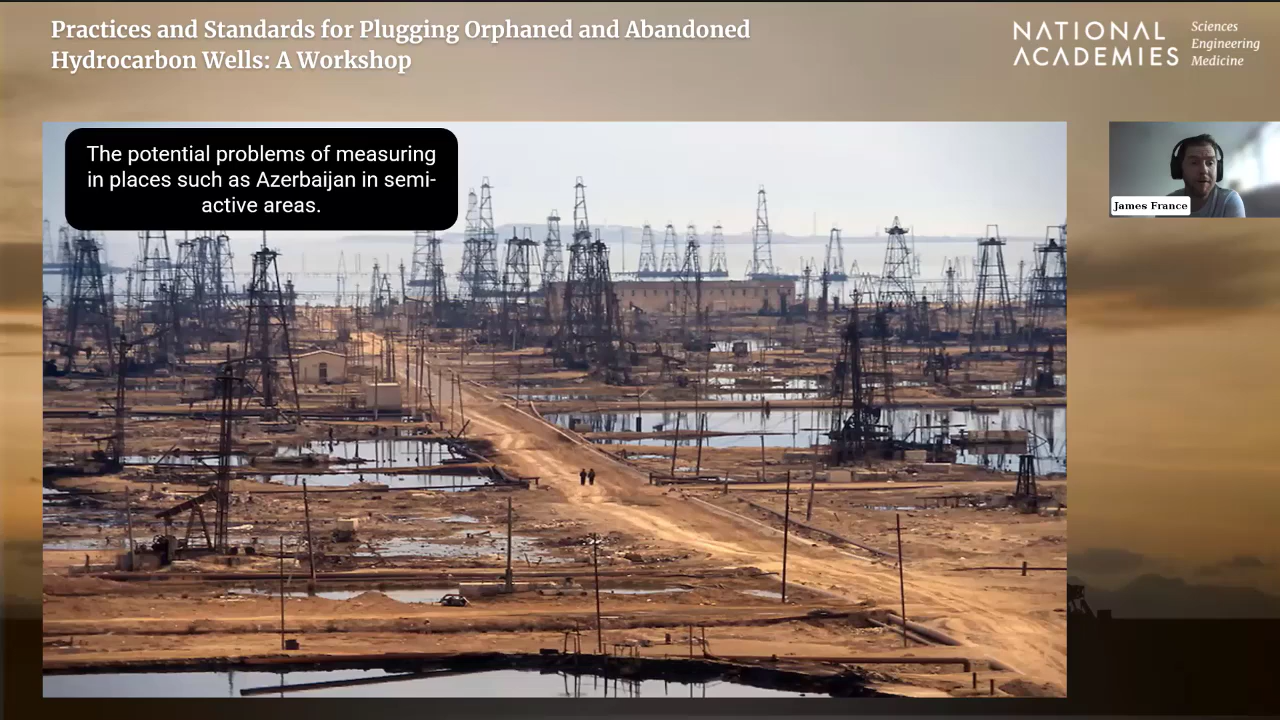 Practices and Standards for Plugging Orphaned and Abandoned
Hydrocarbon Wells: A Workshop
NATIONAL
ACADEMIES
Sciences
Engineering
Medicine
The potential problems of measuring
in places such as Azerbaijan in semi-
active areas.
James France